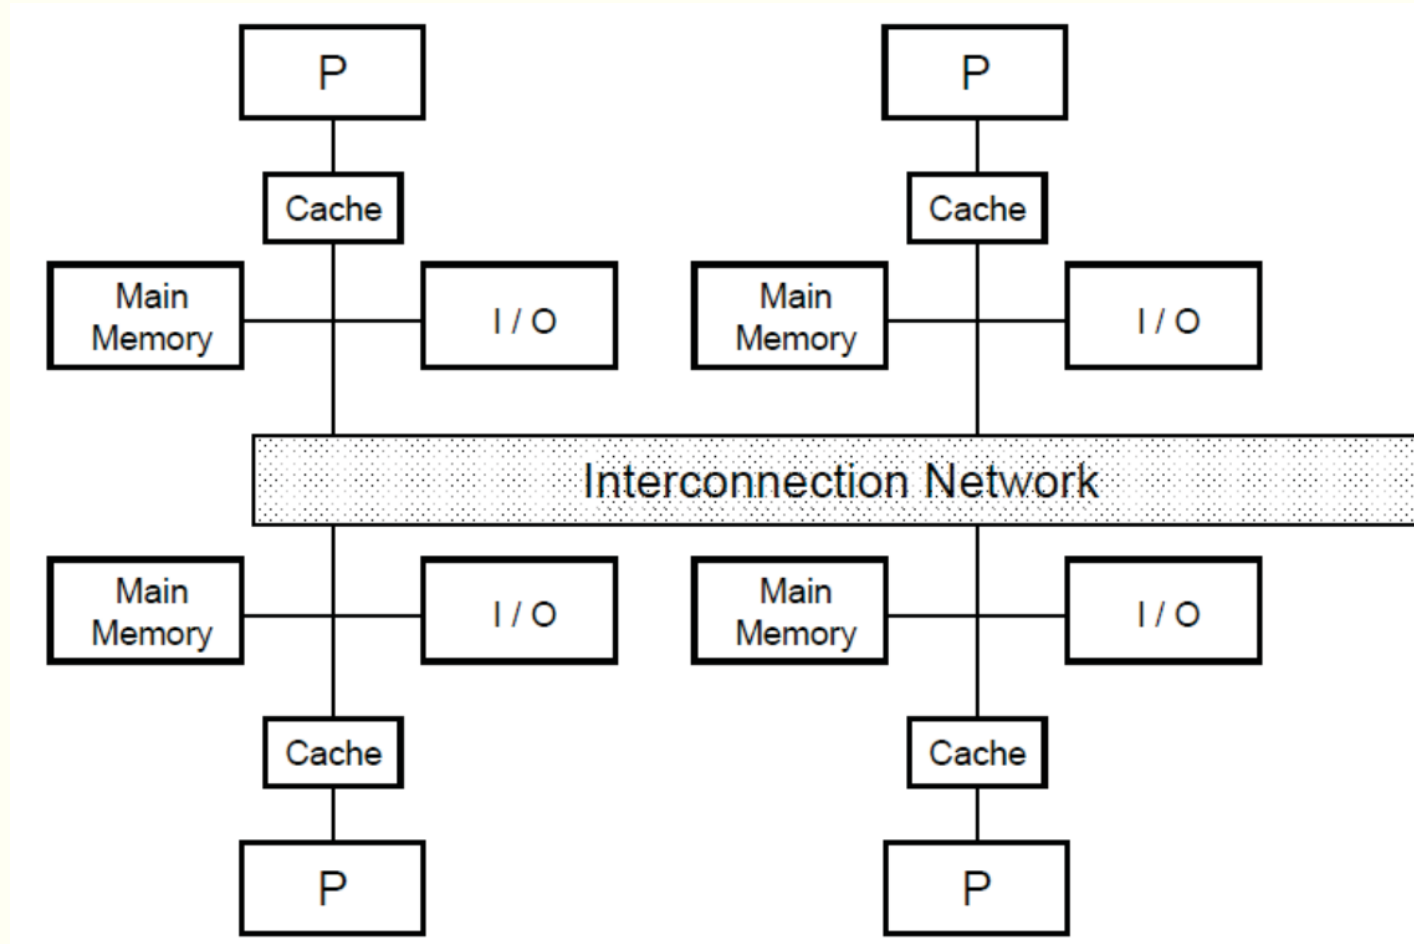 P
P
Cache
Cache
Main
Memory
I / O
Main
Memory
I / O
Interconnection Network
Main
Memory
I / O
Main
Memory
I / O
Cache
Cache
P
P